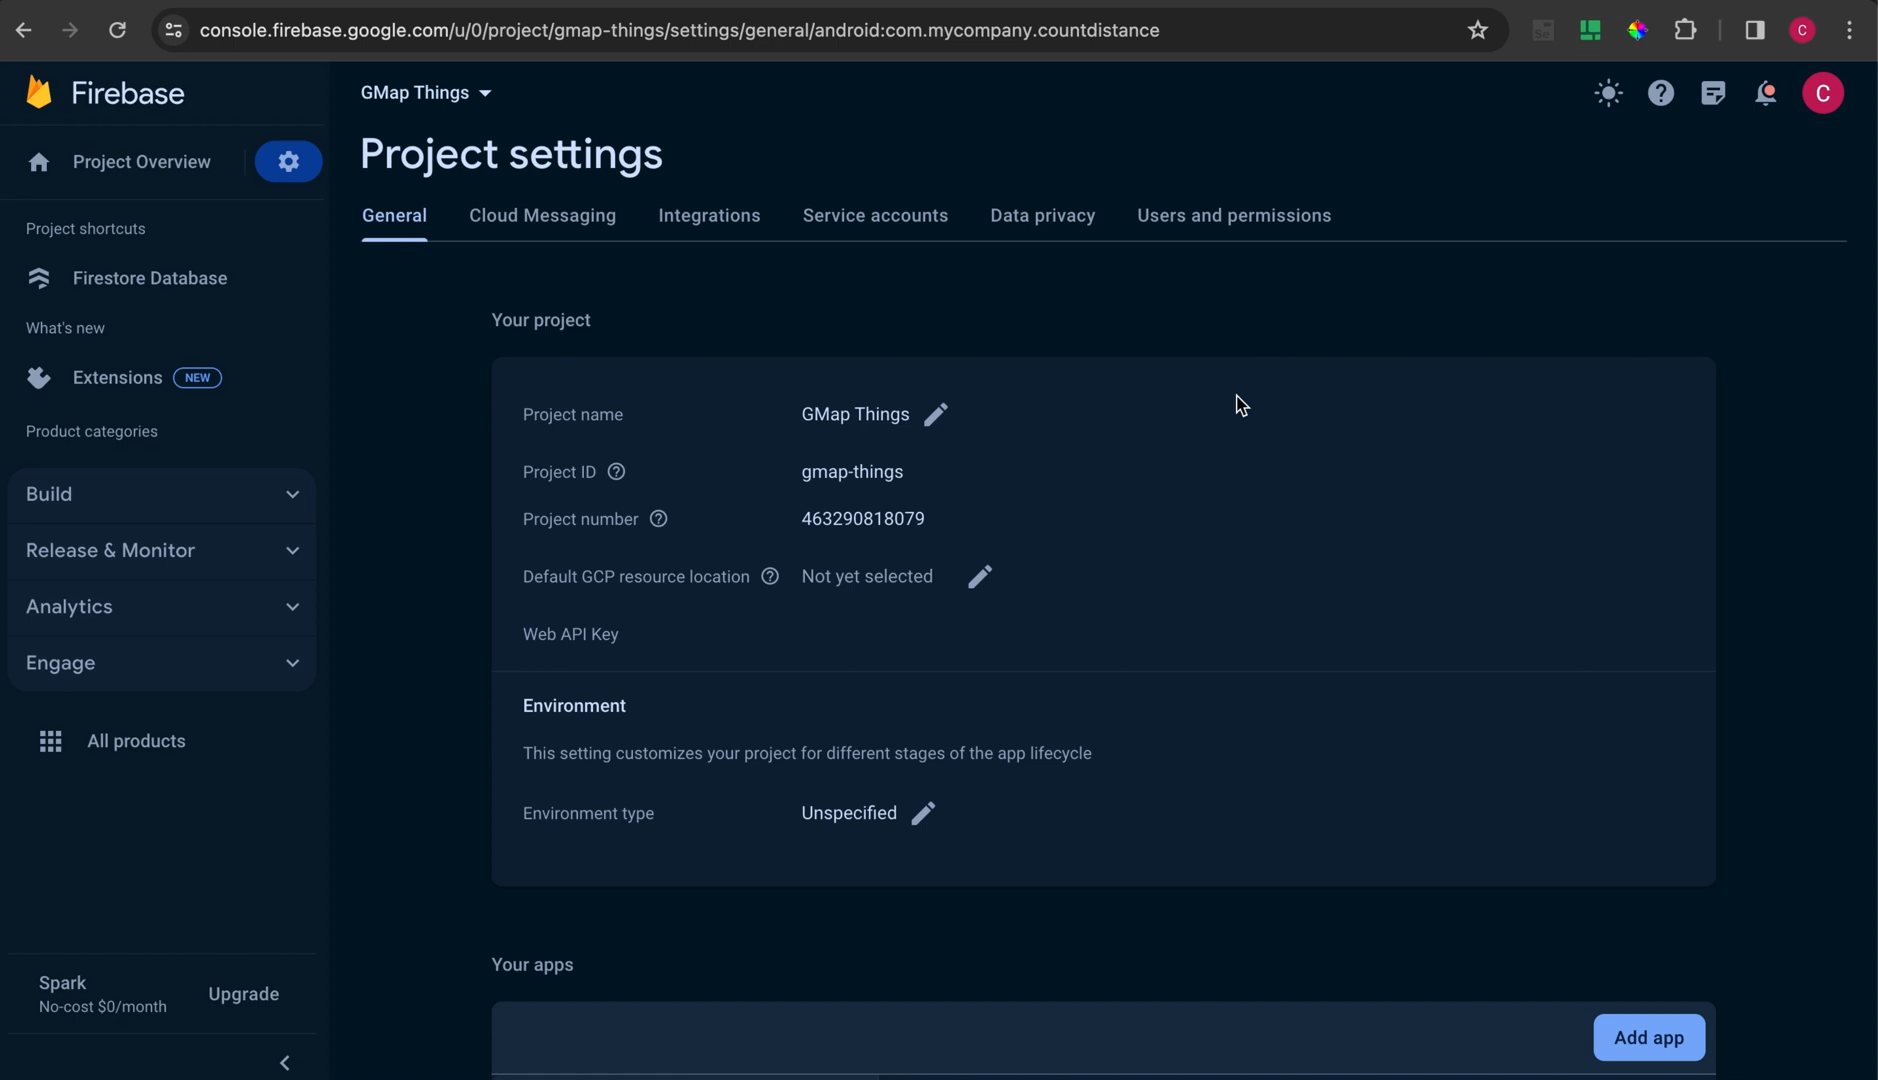 console.firebase.google.com/u/0/project/gmap-things/settings/general/android:com.mycompany.countdistance
C
Firebase
GMap Things
C
Project Overview
Project settings
General Cloud Messaging Integrations Service accounts Data privacy Users and permissions
Project shortcuts
Firestore Database
What's new
Extensions NEW
Product categories
Build
Release & Monitor
Analytics
Engage
All products
Spark
No-cost $0/month
Upgrade
Your project
Project name GMap Things
Project ID gmap-things
Project number 463290818079
Default GCP resource location Not yet selected
Web API Key
Environment
This setting customizes your project for different stages of the app lifecycle
Environment type Unspecified
Your apps
Add app